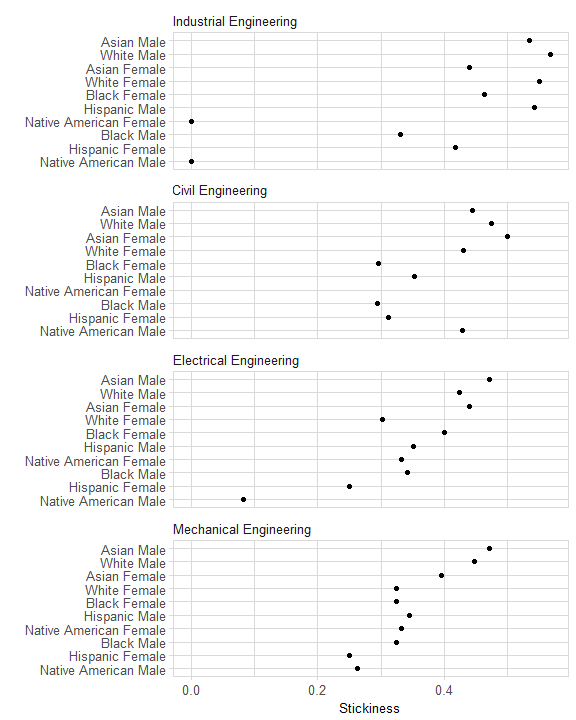 Industrial Engineering
Asian Male
White Male
Asian Female
White Female
Black Female
Hispanic Male
Native American Female
Black Male
Hispanic Female
Native American Male
Civil Engineering
Asian Male
White Male
Asian Female
White Female
Black Female
Hispanic Male
Native American Female
Black Male
Hispanic Female
Native American Male
Electrical Engineering
Asian Male
White Male
Asian Female
White Female
Black Female
Hispanic Male
Native American Female
Black Male
Hispanic Female
Native American Male
Mechanical Engineering
Asian Male
White Male
Asian Female
White Female
Black Female
Hispanic Male
Native American Female
Black Male
Hispanic Female
Native American Male
0.0 0.2 0.4
Stickiness